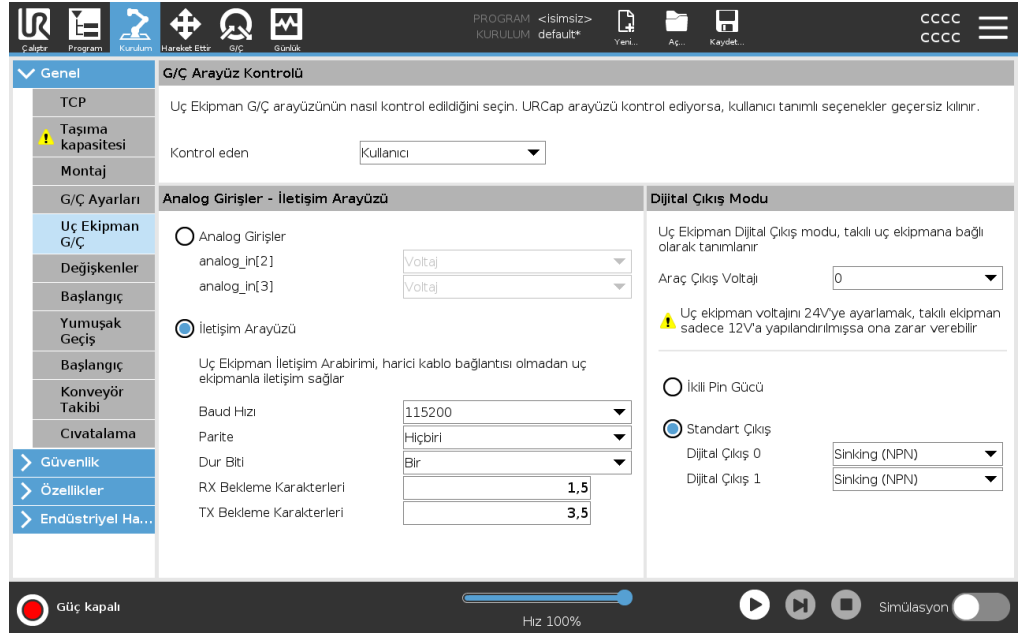 PROGRAM <isimsiz>
KURULUM default*
CCCC
CCCC
Çalıştır
Program
Kurulum
Hareket Ettir
G/Ç
Günlük
Yeni...
Aç...
Kaydet...
Genel
TCP
Taşıma
kapasitesi
Montaj
G/Ç Ayarları
Uç Ekipman
G/Ç
Değişkenler
Başlangıç
Yumuşak
Geçiş
Başlangıç
Konveyör
Takibi
Cıvatalama
Güvenlik
Özellikler
Endüstriyel Ha...
G/Ç Arayüz Kontrolü
Uç Ekipman G/Ç arayüzünün nasıl kontrol edildiğini seçin. URCap arayüzü kontrol ediyorsa, kullanıcı tanımlı seçenekler geçersiz kılınır.
Kontrol eden Kullanıcı
Analog Girişler - İletişim Arayüzü
Analog Girişler
analog_in[2] Voltaj
analog_in[3] Voltaj
İletişim Arayüzü
Uç Ekipman İletişim Arabirimi, harici kablo bağlantısı olmadan uç
ekipmanla iletişim sağlar
Baud Hızı 115200
Parite Hiçbiri
Dur Biti Bir
RX Bekleme Karakterleri 1,5
TX Bekleme Karakterleri 3,5
Dijital Çıkış Modu
Uç Ekipman Dijital Çıkış modu, takılı uç ekipmana bağlı
olarak tanımlanır
Araç Çıkış Voltajı 0
Uç ekipman voltajını 24V'ye ayarlamak, takılı ekipman
sadece 12V'a yapılandırılmışsa ona zarar verebilir
İkili Pin Gücü
Standart Çıkış
Dijital Çıkış 0 Sinking (NPN)
Dijital Çıkış 1 Sinking (NPN)
Güç kapalı
Hız 100%
Simülasyon